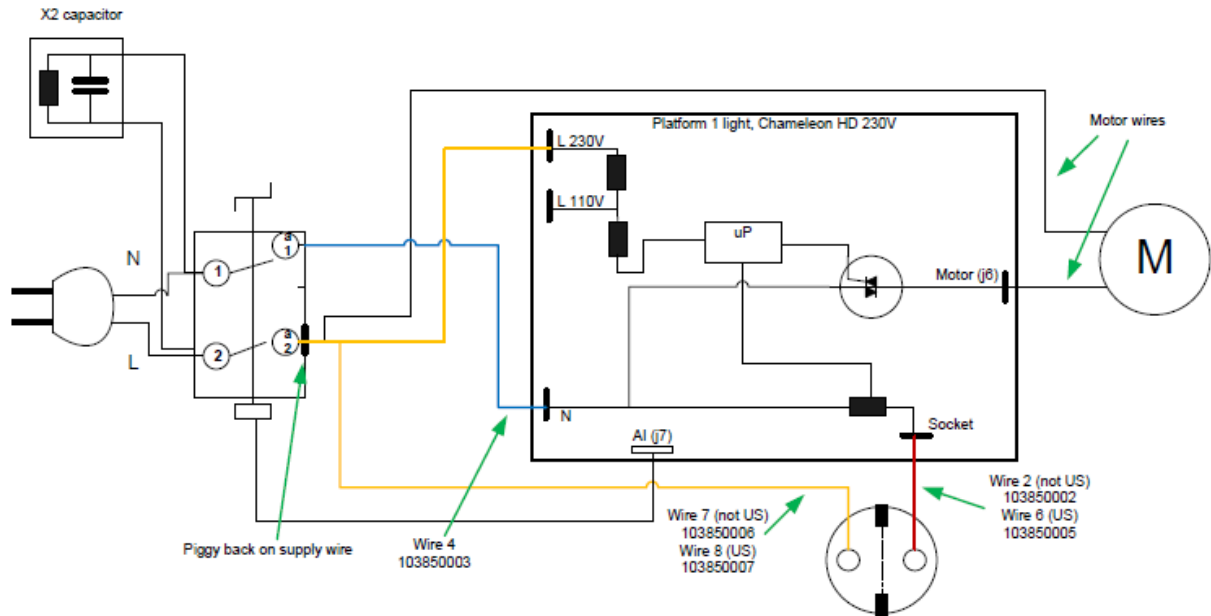 X2 capacitor
Platform 1 light, Chameleon HD 230V
Motor wires
L 230V
L 110V
uP
a
1
N
1
M
Motor (j6)
a
2
2
L
N
Socket
AI (j7)
Wire 2 (not US)
103850002
Wire 6 (US)
103850005
Wire 7 (not US)
103850006
Wire 8 (US)
103850007
Piggy back on supply wire
Wire 4
103850003